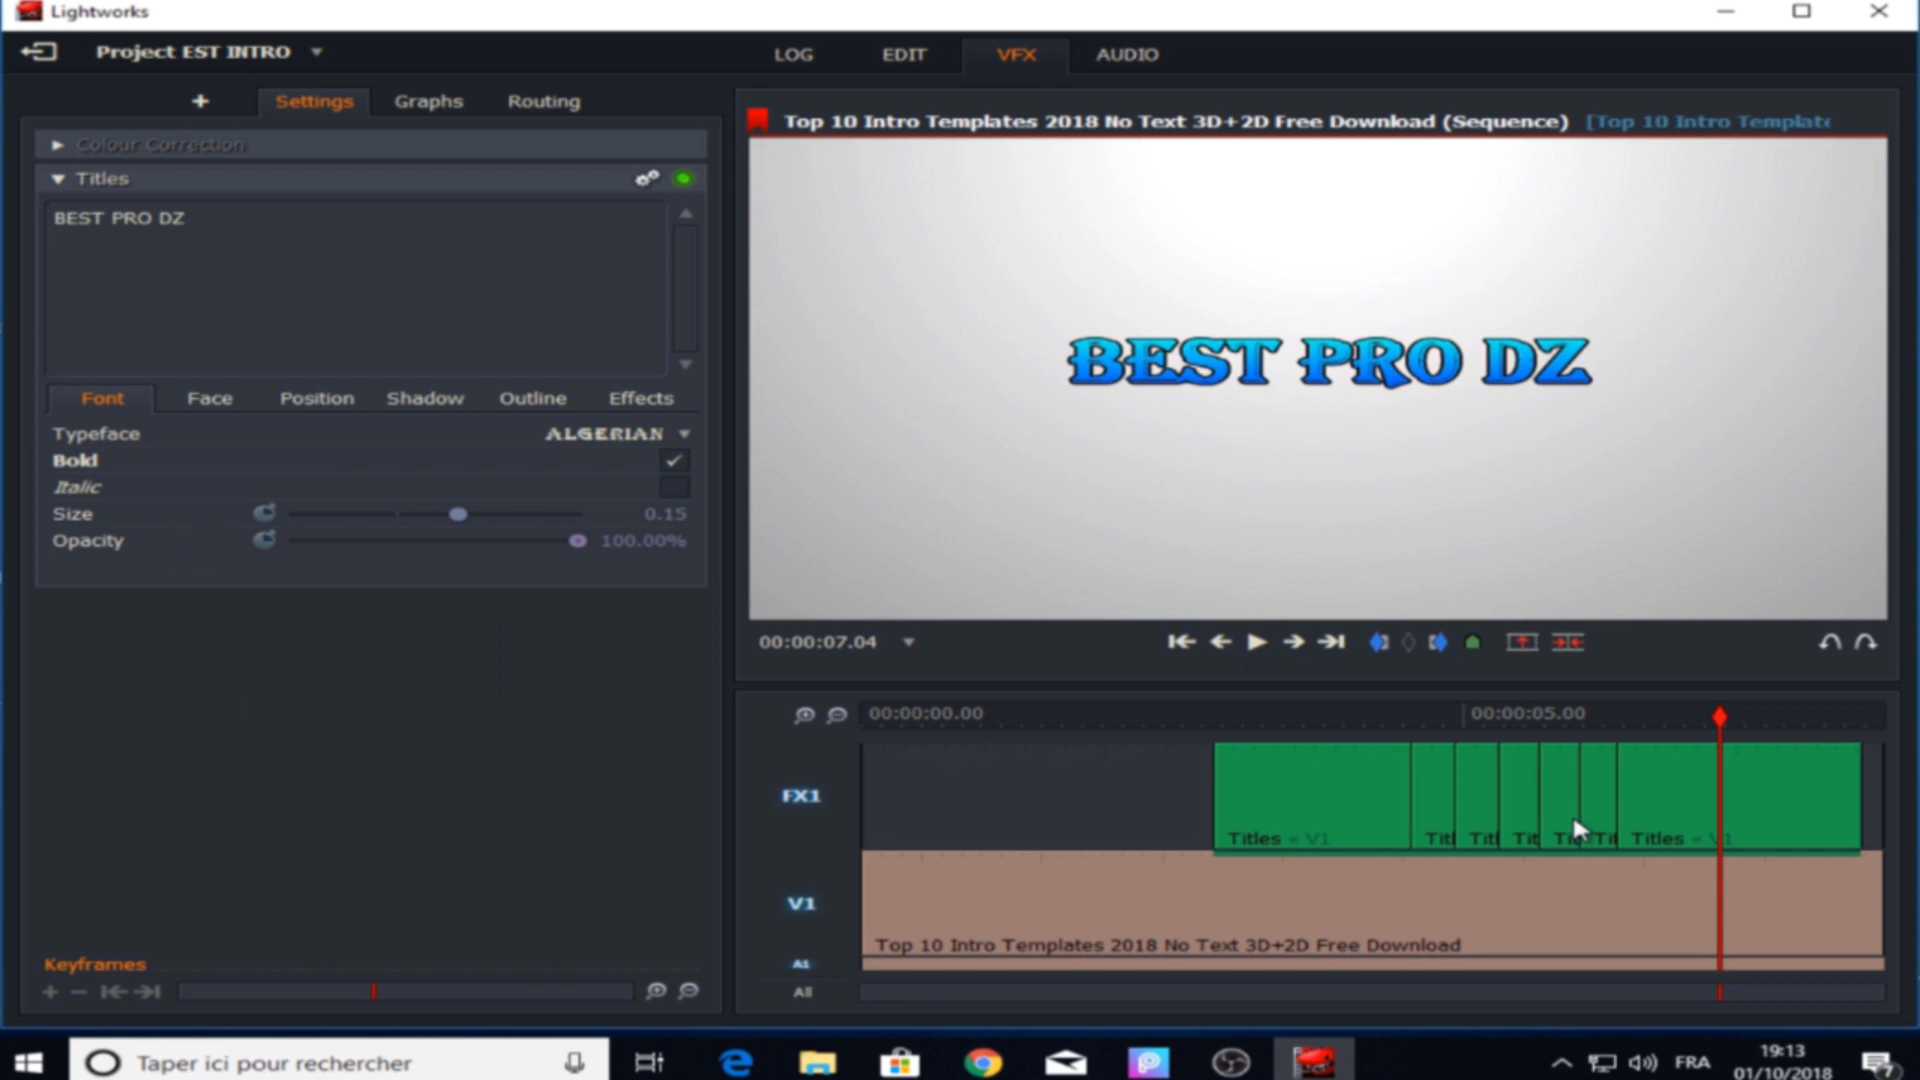 Lightworks
Project EST INTRO
LOG EDIT VFX AUDIO
+ Settings Graphs Routing
Colour Correction
Titles
BEST PRO DZ
Font Face Position Shadow Outline Effects
Typeface ALGERIAN
Bold
Italic
Size 0.15
Opacity 100.00%
Keyframes
Top 10 Intro Templates 2018 No Text 3D+2D Free Download (Sequence) [Top 10 Intro Template
BEST PRO DZ
00:00:07.04
00:00:00.00 00:00:05.00
FX1
Titles « V1 Titl Titl Tit Tit Tit Titles « V1
V1
Top 10 Intro Templates 2018 No Text 3D+2D Free Download
A1
All
Taper ici pour rechercher
FRA
19:13
01/10/2018
7